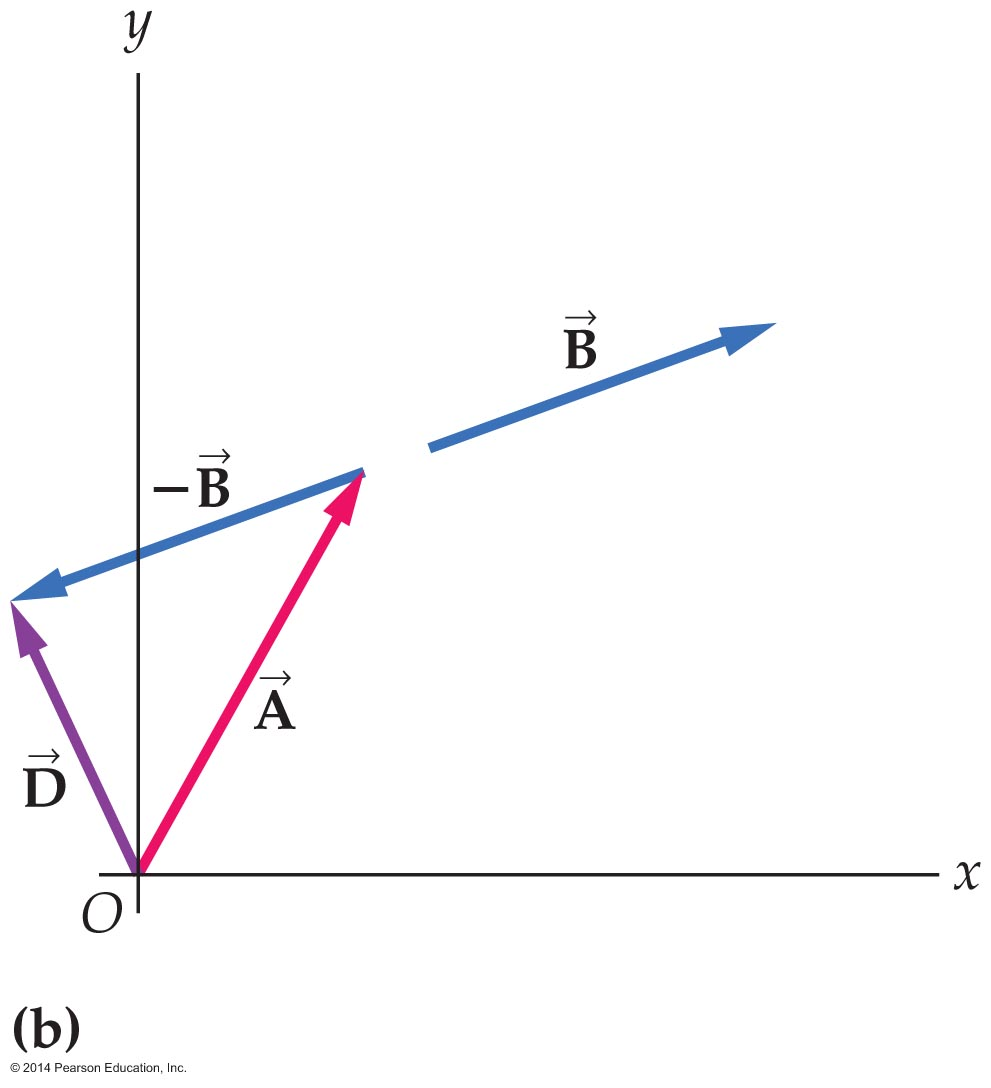 y
B⃗
−B⃗
A⃗
D⃗
x
O
(b)
© 2014 Pearson Education, Inc.